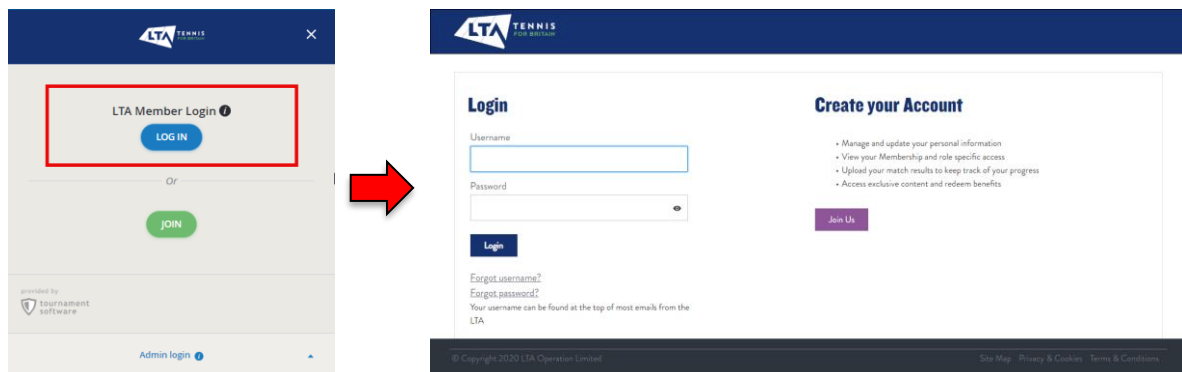 LTA TENNIS
FOR BRITAIN
LTA Member Login
LOG IN
Or
JOIN
provided by
tournament
software
Admin login
LTA TENNIS
FOR BRITAIN
Login
Username
Password
Login
Forgot username?
Forgot password?
Your username can be found at the top of most emails from the
LTA
Create your Account
• Manage and update your personal information
• View your Membership and role specific access
• Upload your match results to keep track of your progress
• Access exclusive content and redeem benefits
Join Us
© Copyright 2020 LTA Operation Limited
Site Map Privacy & Cookies Terms & Conditions